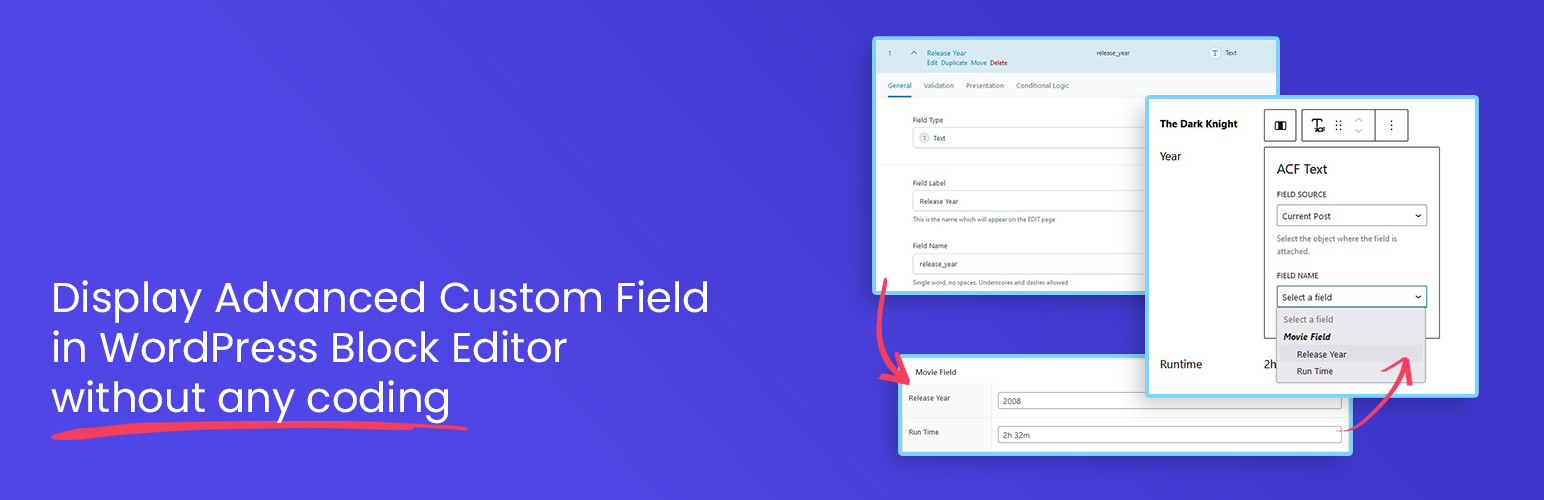 Display Advanced Custom Field
in WordPress Block Editor
without any coding
1 Release Year release_year T Text
Edit Duplicate Move Delete
General Validation Presentation Conditional Logic
Field Type
T Text
Field Label
Release Year
This is the name which will appear on the EDIT page
Field Name
release_year
Single word, no spaces. Underscores and dashes allowed
Movie Field
Release Year 2008
Run Time 2h 32m
The Dark Knight
T ACF
Year
ACF Text
FIELD SOURCE
Current Post
Select the object where the field is
attached.
FIELD NAME
Select a field
Select a field
Movie Field
Release Year
Run Time
Runtime 2h